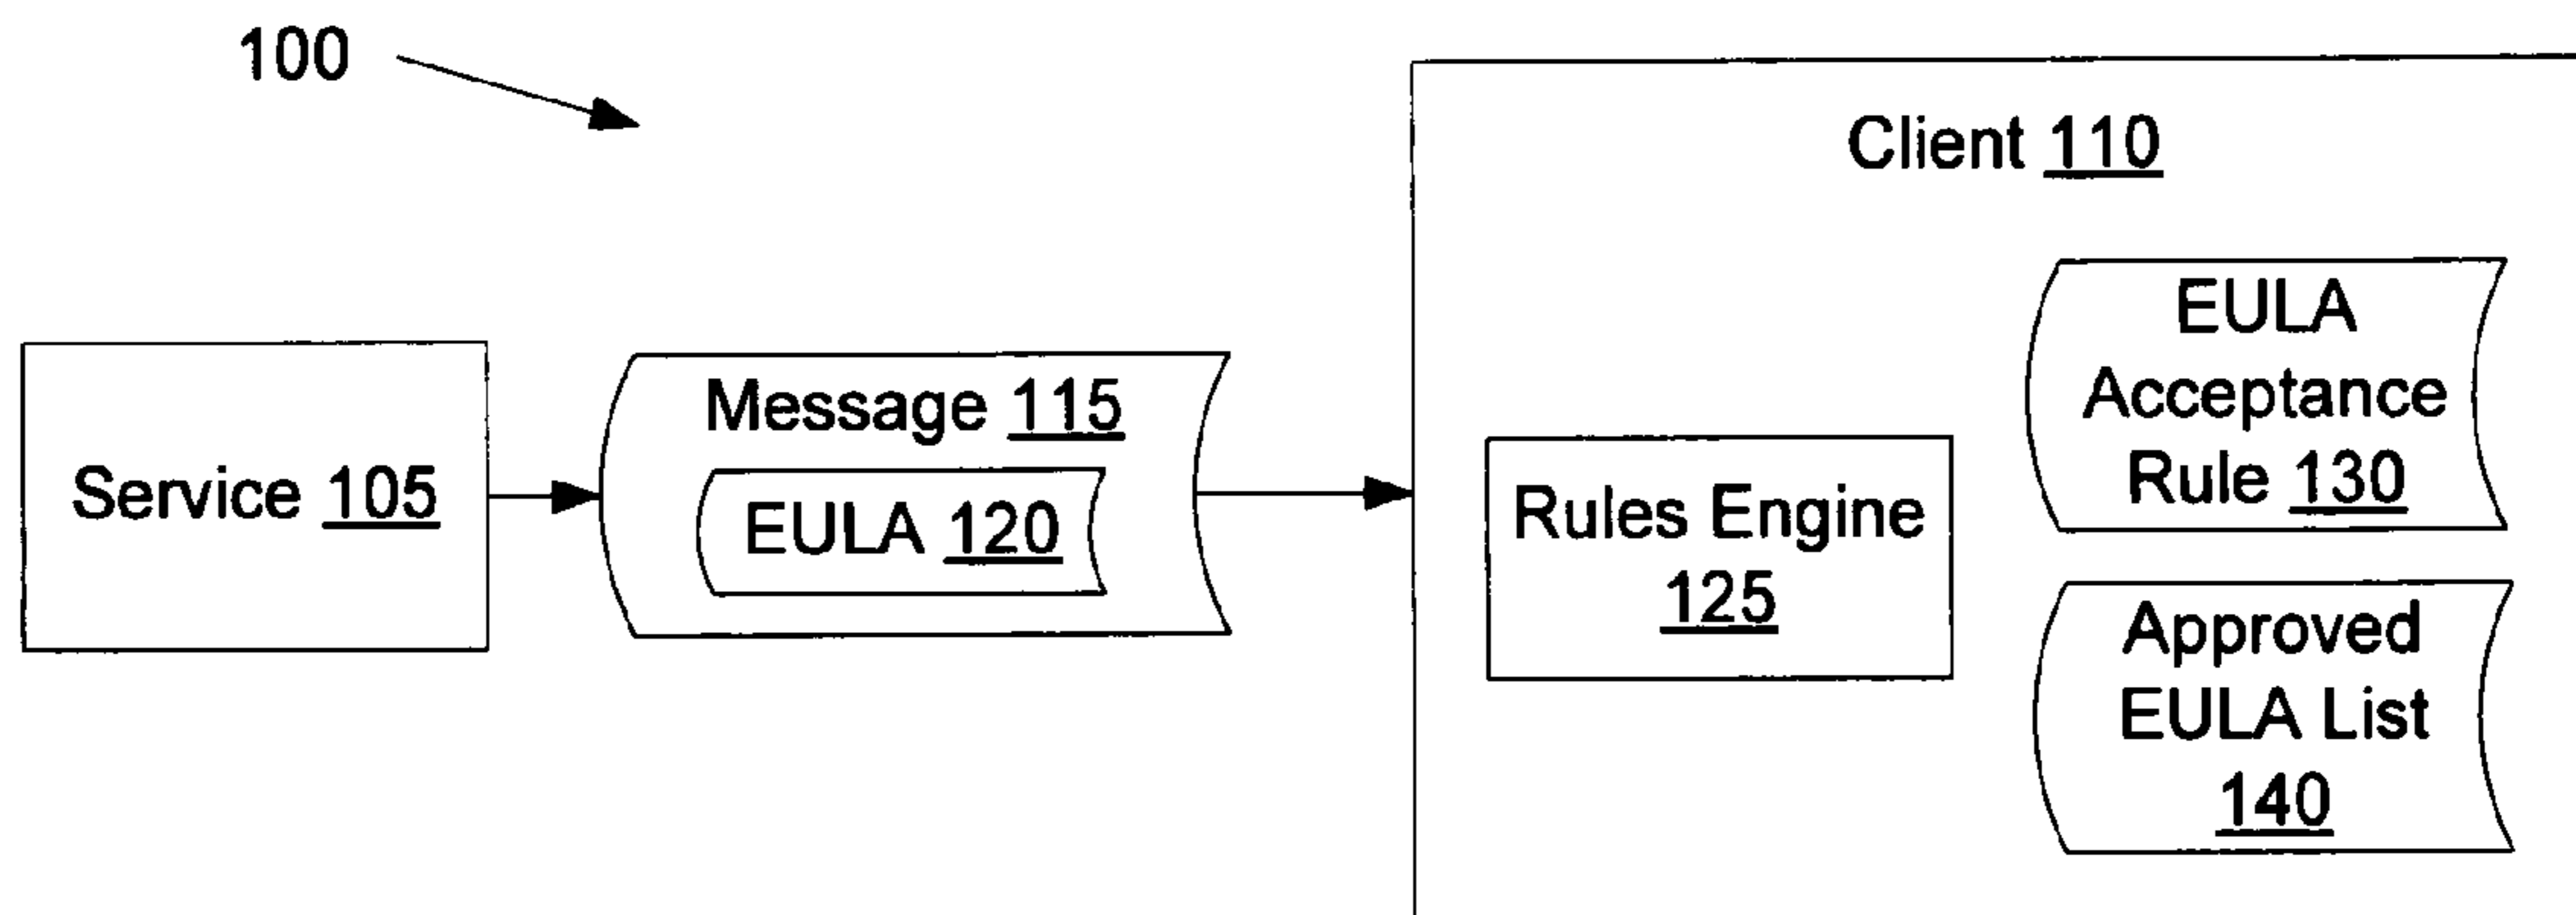 100
Client 110
Service 105
Message 115
EULA 120
Rules Engine
125
EULA
Acceptance
Rule 130
Approved
EULA List
140